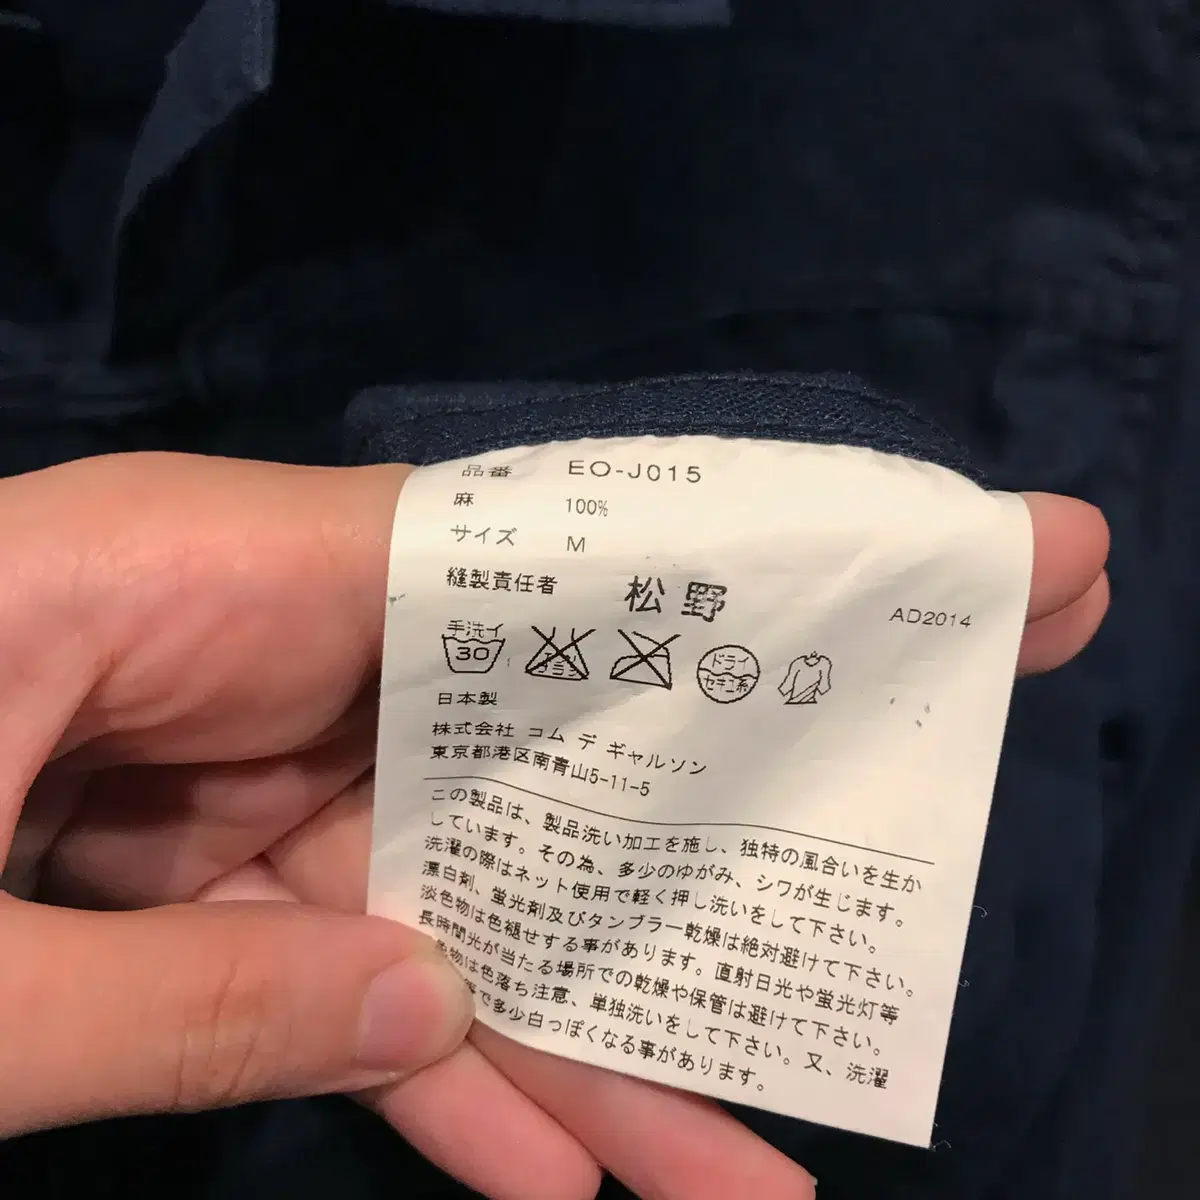 品番 EO-J015
麻 100%
サイズ M
縫製責任者 松野
AD2014
手洗イ
30
エンソ
サラシ
ドライ
セキユ系
日本製
株式会社 コム デ ギャルソン
東京都港区南青山5-11-5
この製品は、製品洗い加工を施し、独特の風合いを生か
しています。その為、多少のゆがみ、シワが生じます。
洗濯の際はネット使用で軽く押し洗いをして下さい。
漂白剤、蛍光剤及びタンブラー乾燥は絶対避けて下さい。
淡色物は色褪せする事があります。直射日光や蛍光灯等
長時間光が当たる場所での乾燥や保管は避けて下さい。
色物は色落ち注意、単独洗いをして下さい。又、洗濯
で多少白っぽくなる事があります。